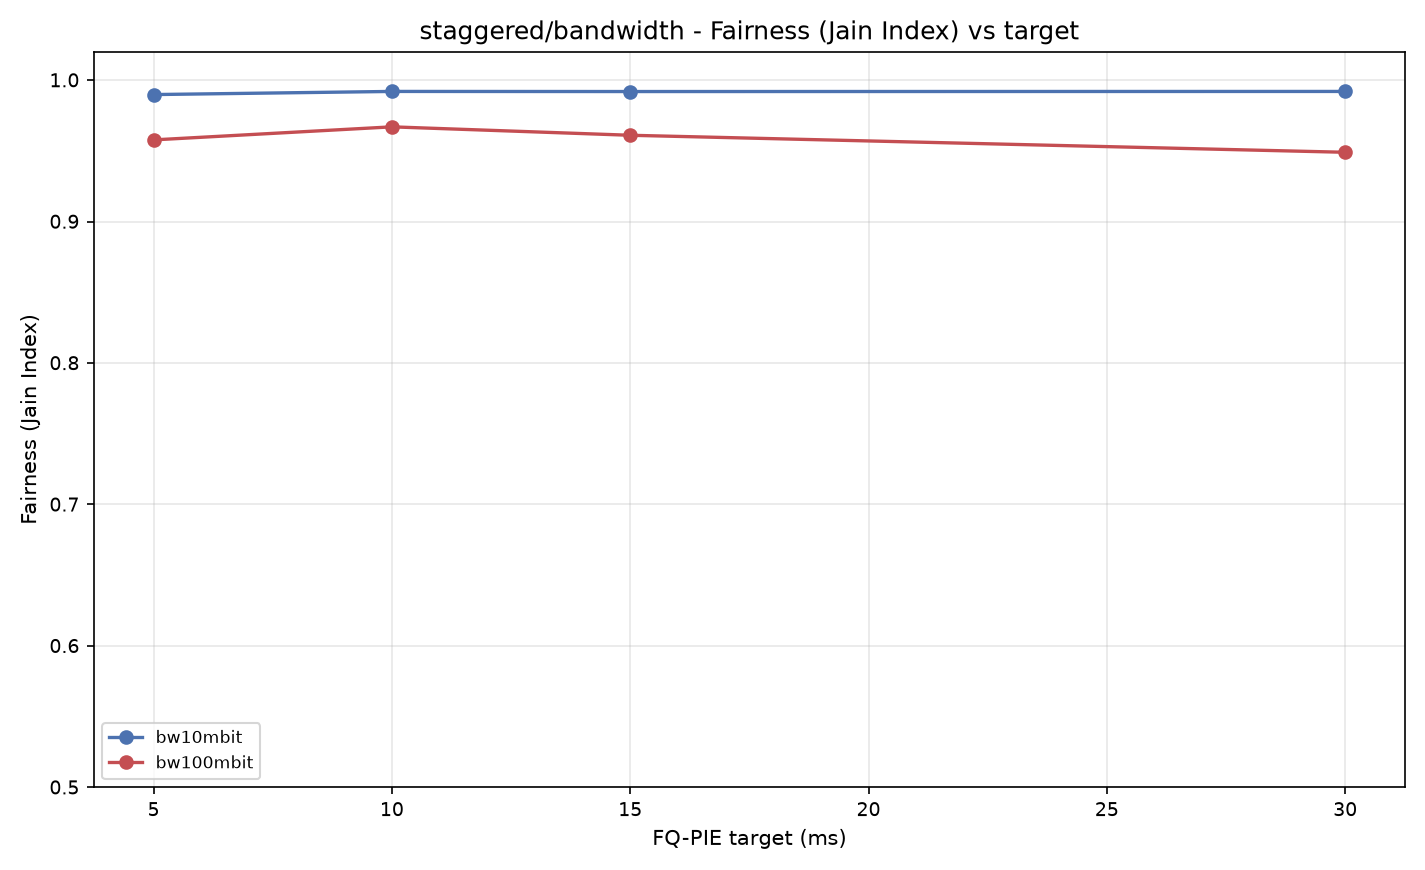 staggered/bandwidth - Fairness (Jain Index) vs target
Fairness (Jain Index)
1.0
0.9
0.8
0.7
0.6
0.5
bw10mbit
bw100mbit
5
10
15
20
25
30
FQ-PIE target (ms)